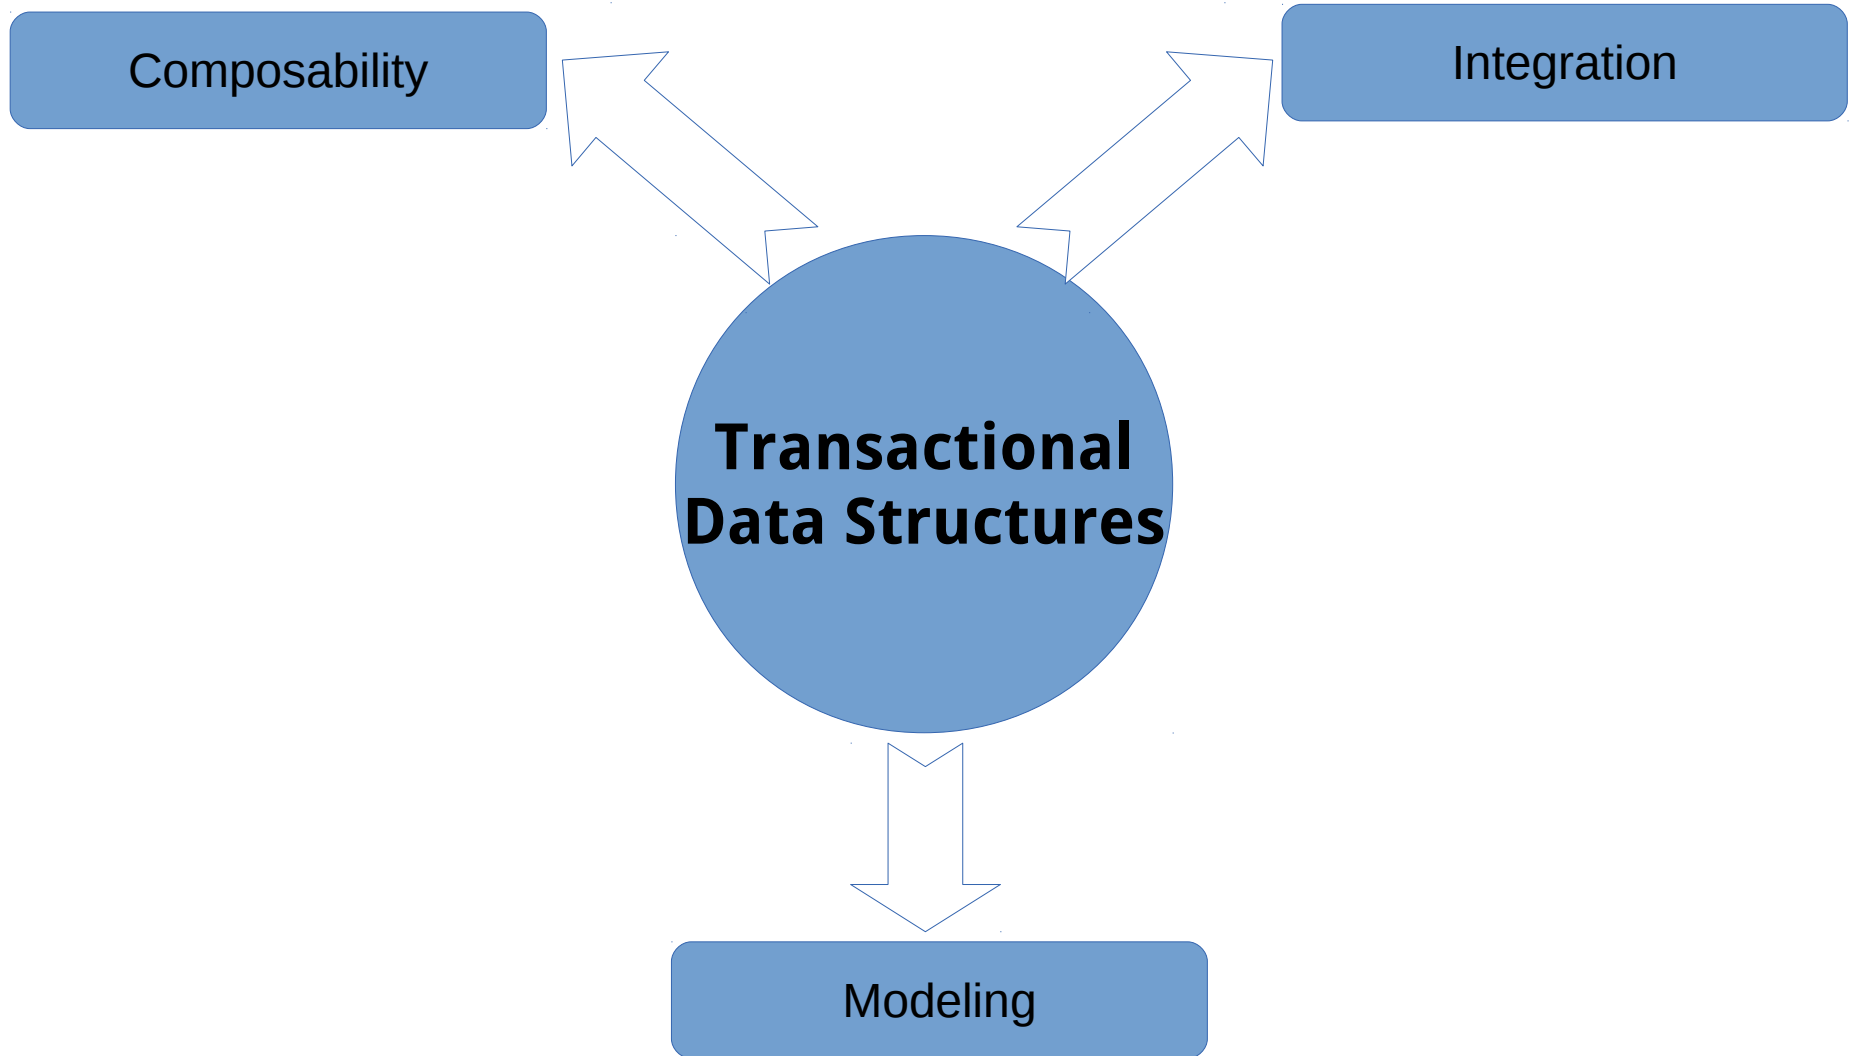 Composability
Integration
Transactional
Data Structures
Modeling